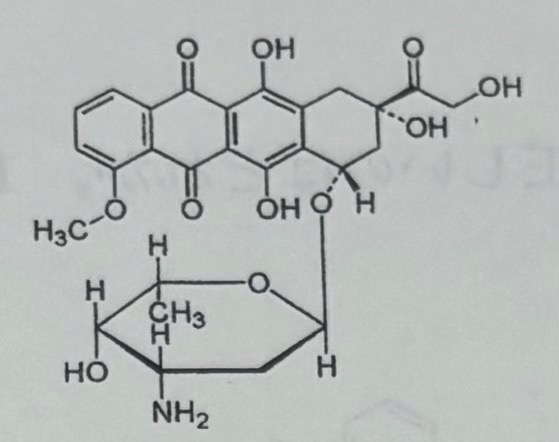 O OH O
OH
OH
O OH O H
H3C O
H
H O
CH3
H
HO H
NH2